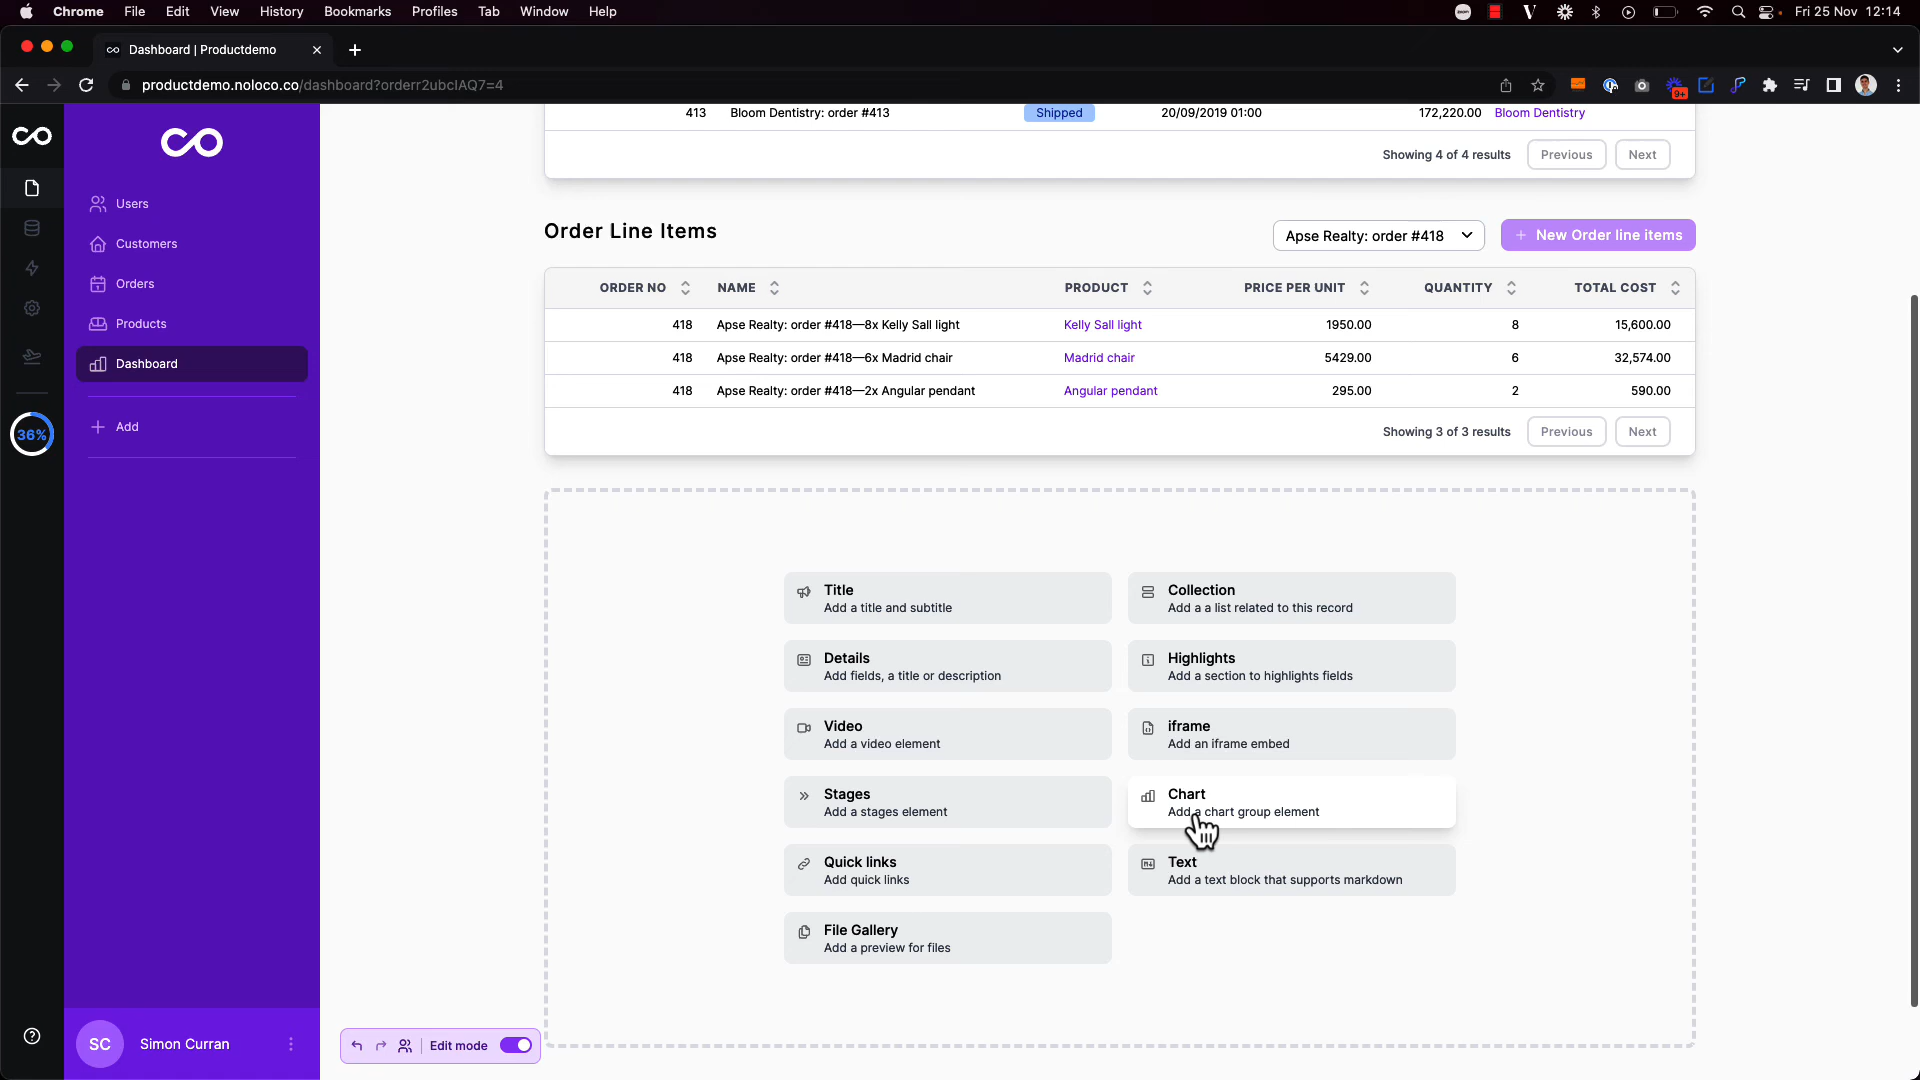 Chrome File Edit View History Bookmarks Profiles Tab Window Help
zoom V Fri 25 Nov 12:14
Dashboard | Productdemo
productdemo.noloco.co/dashboard?orderr2ubcIAQ7=4
9+
Users
Customers
Orders
Products
Dashboard
Add
36%
SC
Simon Curran
413 Bloom Dentistry: order #413 Shipped 20/09/2019 01:00 172,220.00 Bloom Dentistry
Showing 4 of 4 results Previous Next
Order Line Items
Apse Realty: order #418
New Order line items
ORDER NO NAME PRODUCT PRICE PER UNIT QUANTITY TOTAL COST
418 Apse Realty: order #418—8x Kelly Sall light Kelly Sall light 1950.00 8 15,600.00
418 Apse Realty: order #418—6x Madrid chair Madrid chair 5429.00 6 32,574.00
418 Apse Realty: order #418—2x Angular pendant Angular pendant 295.00 2 590.00
Showing 3 of 3 results Previous Next
Title
Add a title and subtitle
Collection
Add a a list related to this record
Details
Add fields, a title or description
Highlights
Add a section to highlights fields
Video
Add a video element
iframe
Add an iframe embed
Stages
Add a stages element
Chart
Add a chart group element
Quick links
Add quick links
Text
Add a text block that supports markdown
File Gallery
Add a preview for files
Edit mode